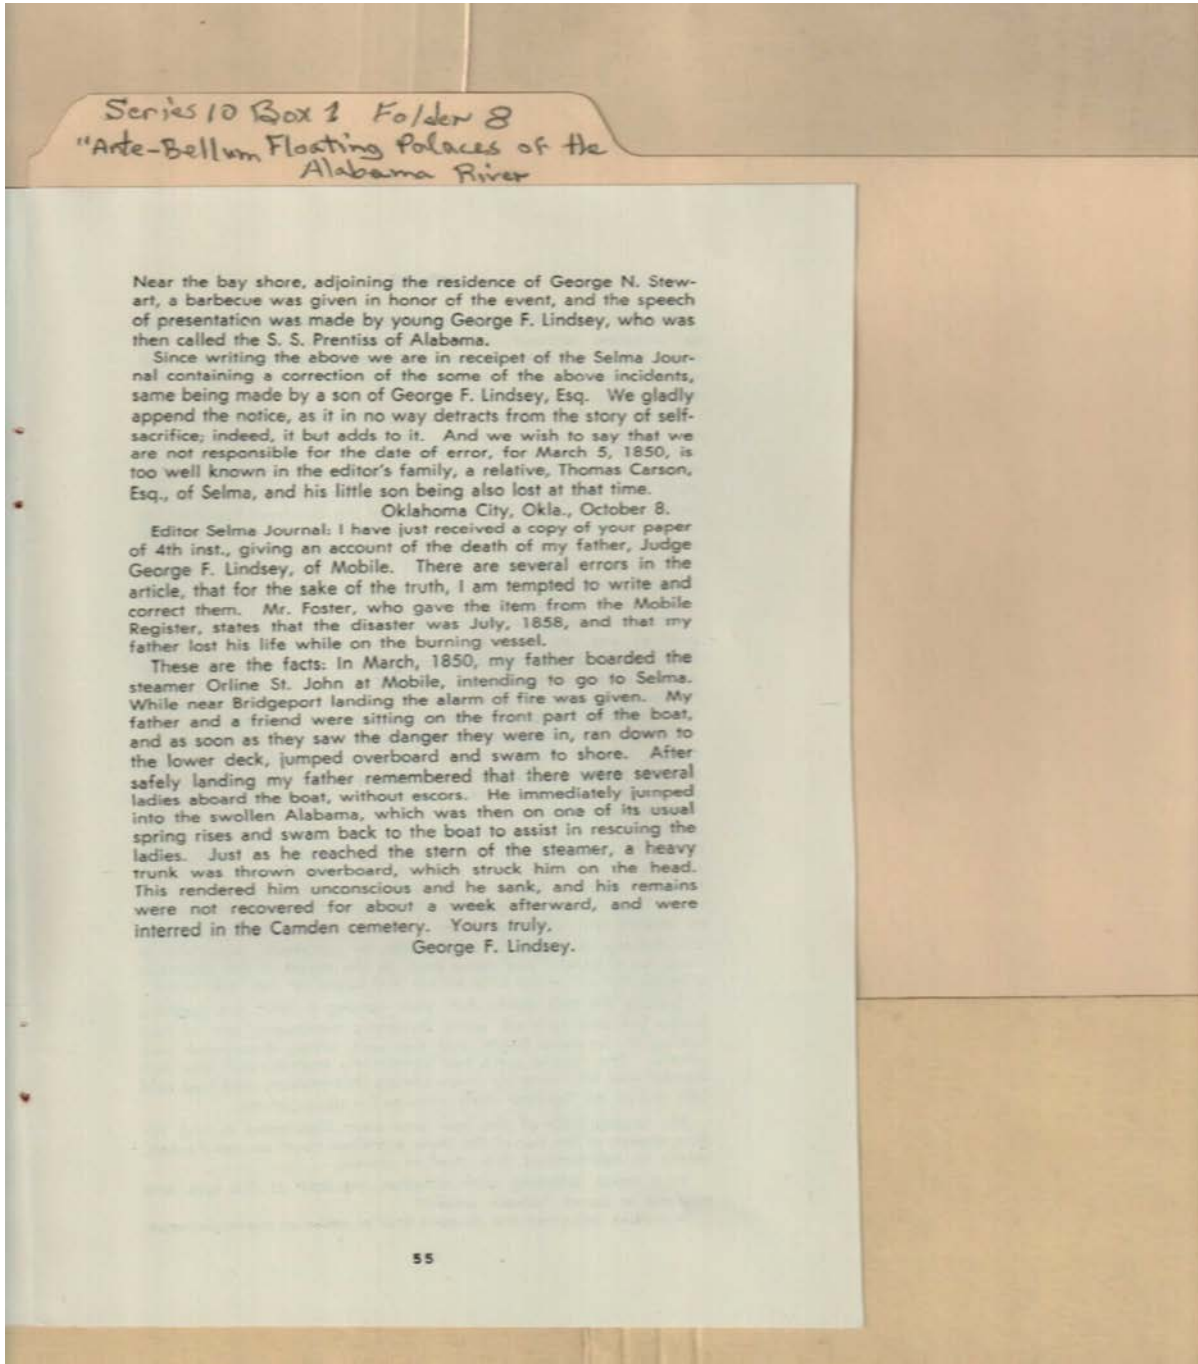 Series 10 Box 1 Folder 8
"Ante-Bellum Floating Palaces of the
Alabama River
Near the bay shore, adjoining the residence of George N. Stew-
art, a barbecue was given in honor of the event, and the speech
of presentation was made by young George F. Lindsey, who was
then called the S. S. Prentiss of Alabama.
Since writing the above we are in receipet of the Selma Jour-
nal containing a correction of the some of the above incidents,
same being made by a son of George F. Lindsey, Esq. We gladly
append the notice, as it in no way detracts from the story of self-
sacrifice; indeed, it but adds to it. And we wish to say that we
are not responsible for the date of error, for March 5, 1850, is
too well known in the editor's family, a relative, Thomas Carson,
Esq., of Selma, and his little son being also lost at that time.
Oklahoma City, Okla., October 8.
Editor Selma Journal: I have just received a copy of your paper
of 4th inst., giving an account of the death of my father, Judge
George F. Lindsey, of Mobile. There are several errors in the
article, that for the sake of the truth, I am tempted to write and
correct them. Mr. Foster, who gave the item from the Mobile
Register, states that the disaster was July, 1858, and that my
father lost his life while on the burning vessel.
These are the facts: In March, 1850, my father boarded the
steamer Orline St. John at Mobile, intending to go to Selma.
While near Bridgeport landing the alarm of fire was given. My
father and a friend were sitting on the front part of the boat,
and as soon as they saw the danger they were in, ran down to
the lower deck, jumped overboard and swam to shore. After
safely landing my father remembered that there were several
ladies aboard the boat, without escors. He immediately jumped
into the swollen Alabama, which was then on one of its usual
spring rises and swam back to the boat to assist in rescuing the
ladies. Just as he reached the stern of the steamer, a heavy
trunk was thrown overboard, which struck him on the head.
This rendered him unconscious and he sank, and his remains
were not recovered for about a week afterward, and were
interred in the Camden cemetery. Yours truly,
George F. Lindsey.
55